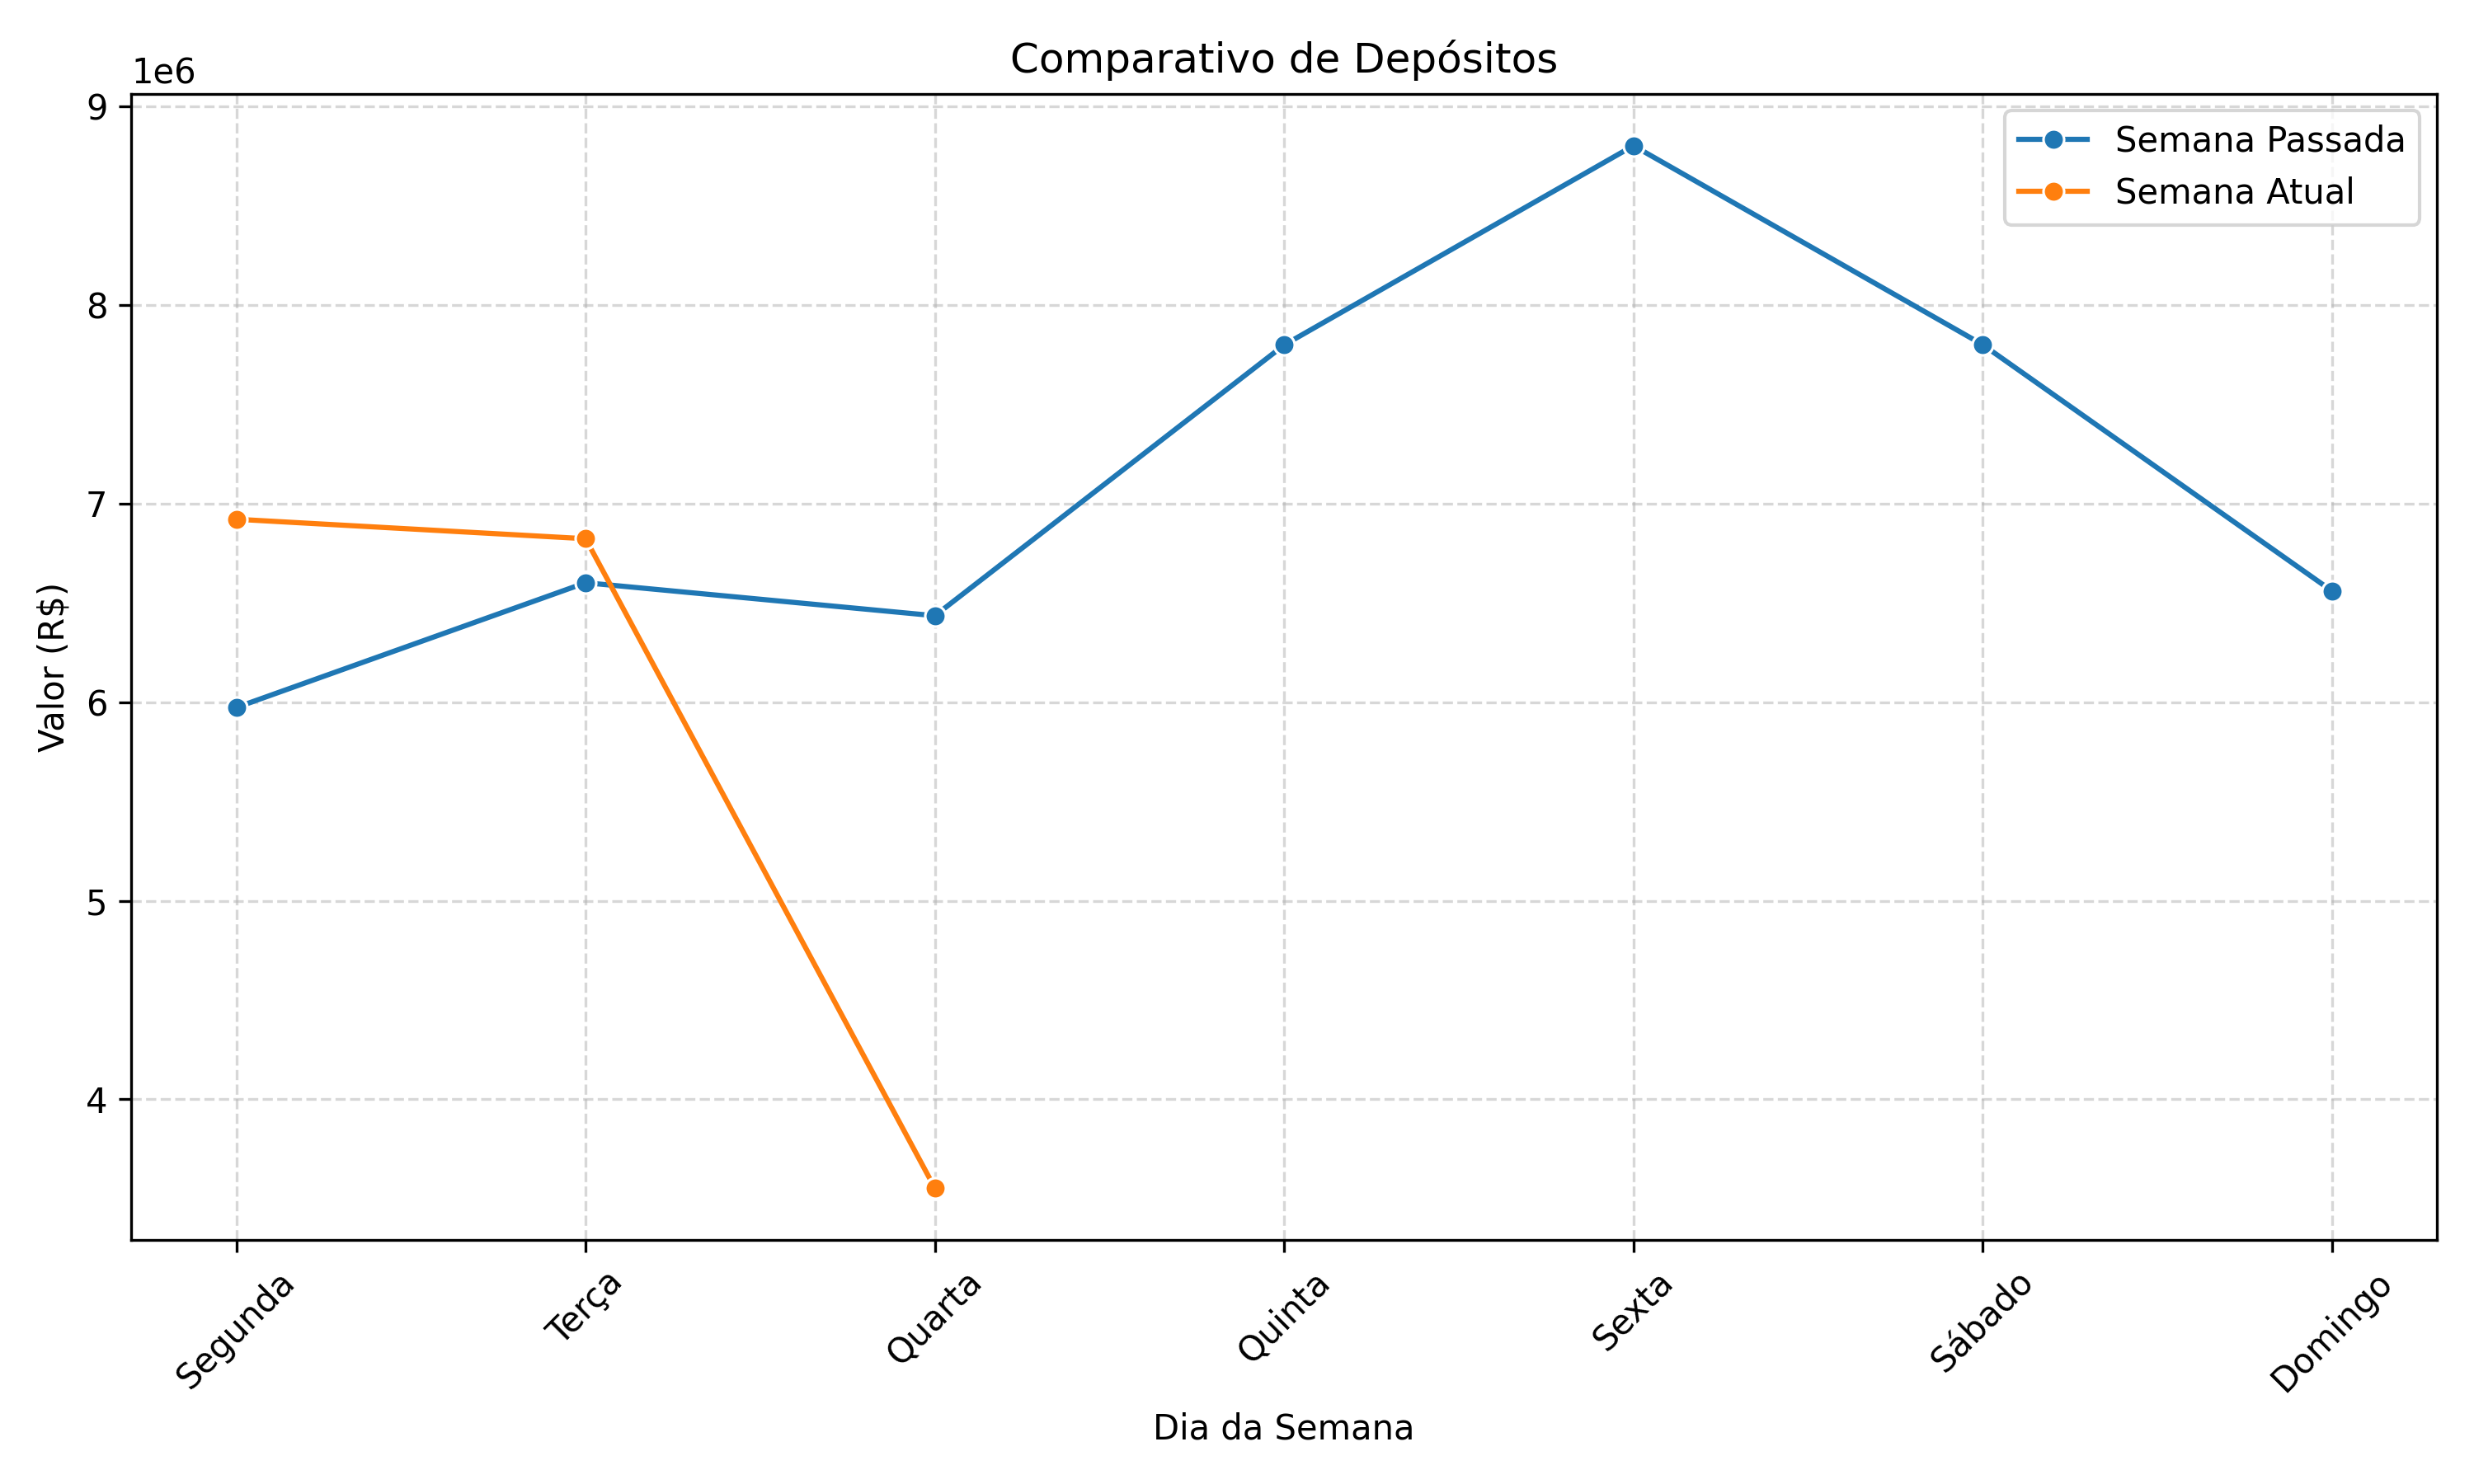 Comparativo de Depósitos
1e6
9
8
7
6
5
4
Valor (R$)
Semana Passada
Semana Atual
Segunda
Terça
Quarta
Quinta
Sexta
Sábado
Domingo
Dia da Semana